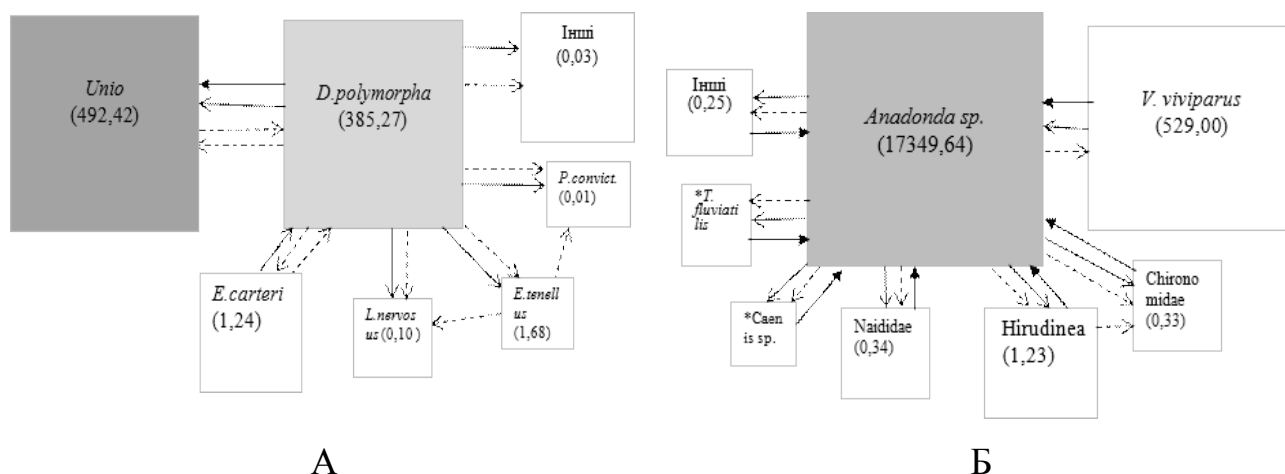 Unio
(492,42)
D.polymorpha
(385,27)
Інші
(0,03)
P.convict.
(0,01)
E.carteri
(1,24)
L.nervos
us (0,10)
E.tenell
us
(1,68)
А
Інші
(0,25)
Anadonda sp.
(17349,64)
V. viviparus
(529,00)
*T.
fluviati
lis
*Caen
is sp.
Naididae
(0,34)
Hirudinea
(1,23)
Chirono
midae
(0,33)
Б